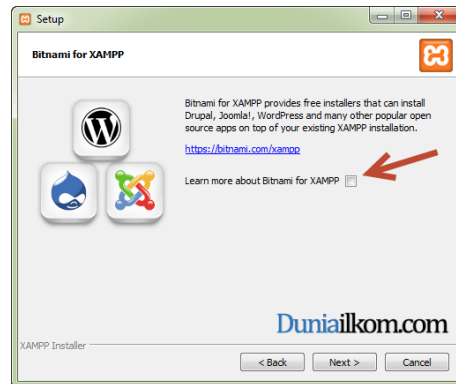 Setup
Bitnami for XAMPP
Bitnami for XAMPP provides free installers that can install
Drupal, Joomla!, WordPress and many other popular open
source apps on top of your existing XAMPP installation.
https://bitnami.com/xampp
Learn more about Bitnami for XAMPP
Duniailkom.com
XAMPP Installer
< Back
Next >
Cancel